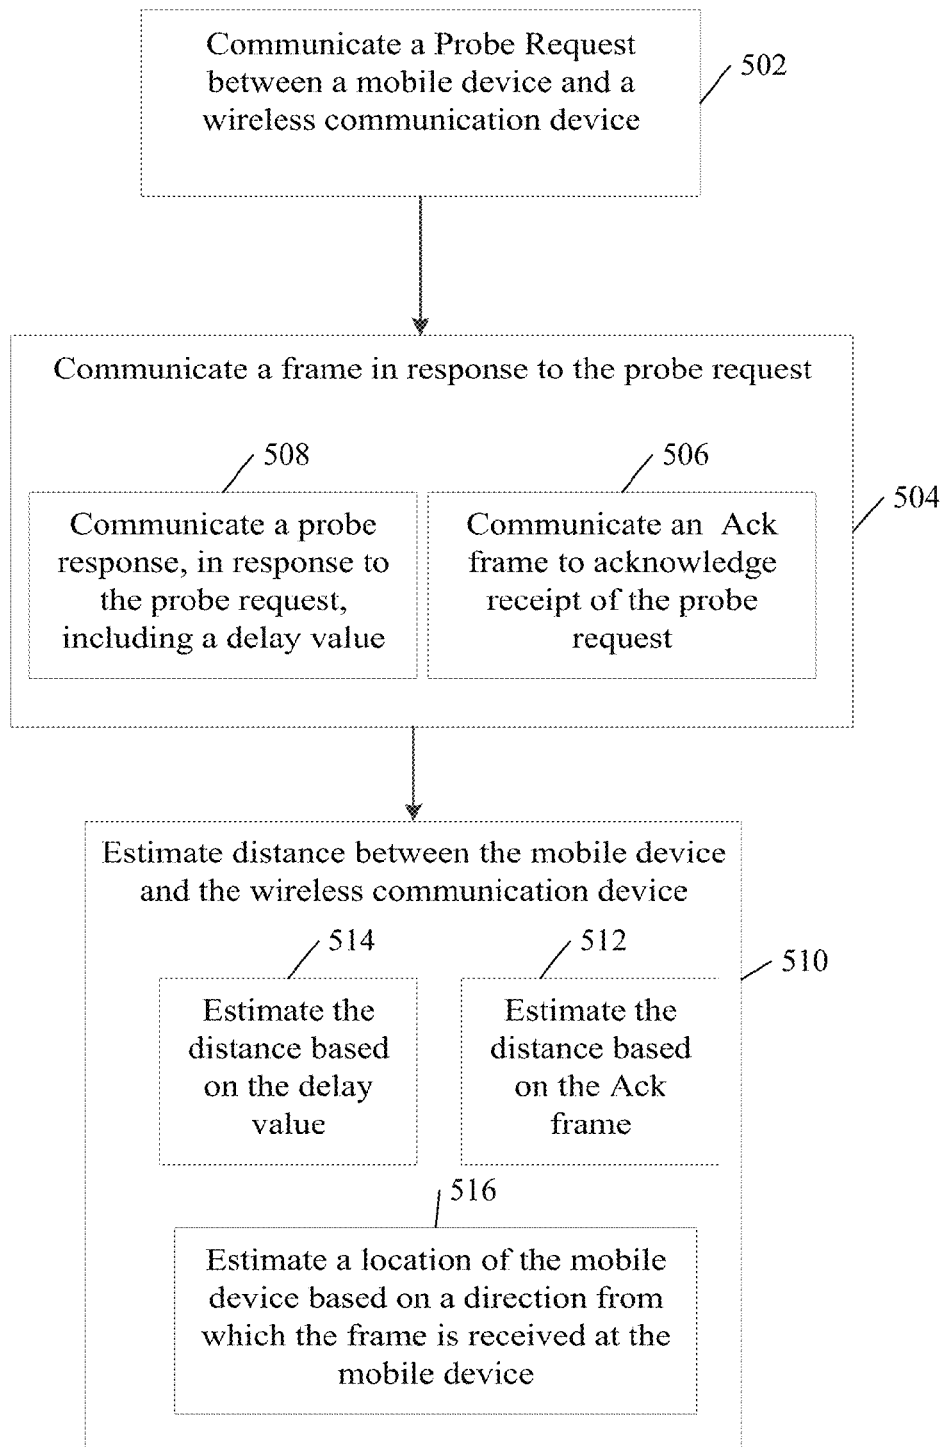 Communicate a Probe Request
between a mobile device and a
wireless communication device
502
Communicate a frame in response to the probe request
508
506
504
Communicate a probe
response, in response to
the probe request,
including a delay value
Communicate an Ack
frame to acknowledge
receipt of the probe
request
Estimate distance between the mobile device
and the wireless communication device
514
512
510
Estimate the
distance based
on the delay
value
Estimate the
distance based
on the Ack
frame
516
Estimate a location of the mobile
device based on a direction from
which the frame is received at the
mobile device